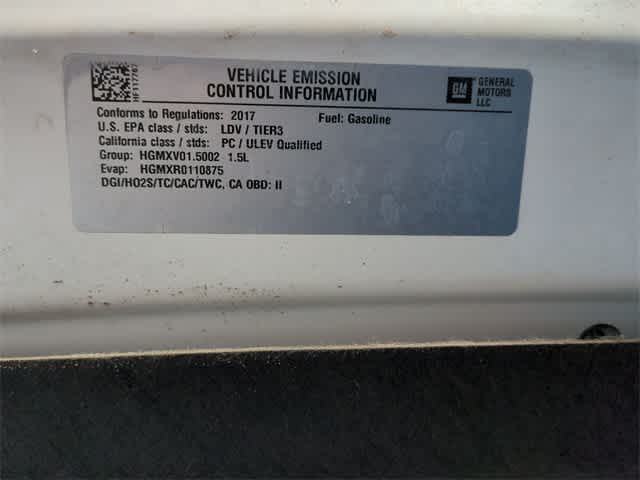 VEHICLE EMISSION
CONTROL INFORMATION
GM
GENERAL
MOTORS
LLC
Conforms to Regulations: 2017 Fuel: Gasoline
U.S. EPA class / stds: LDV / TIER3
California class / stds: PC / ULEV Qualified
Group: HGMXV01.5002 1.5L
Evap: HGMXR0110875
DGI/HO2S/TC/CAC/TWC, CA OBD: II